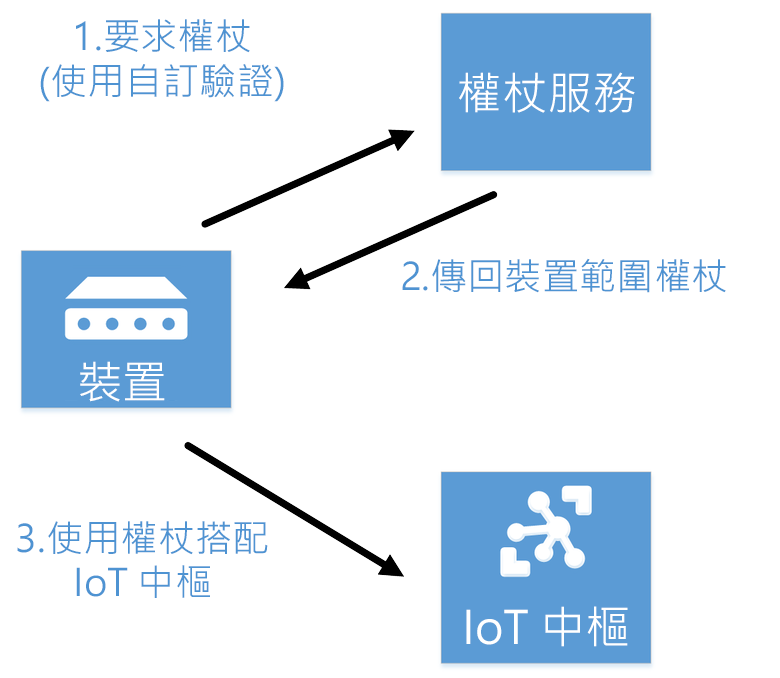 1.要求權杖
(使用自訂驗證)
權杖服務
2.傳回裝置範圍權杖
裝置
3.使用權杖搭配
IoT 中樞
IoT 中樞